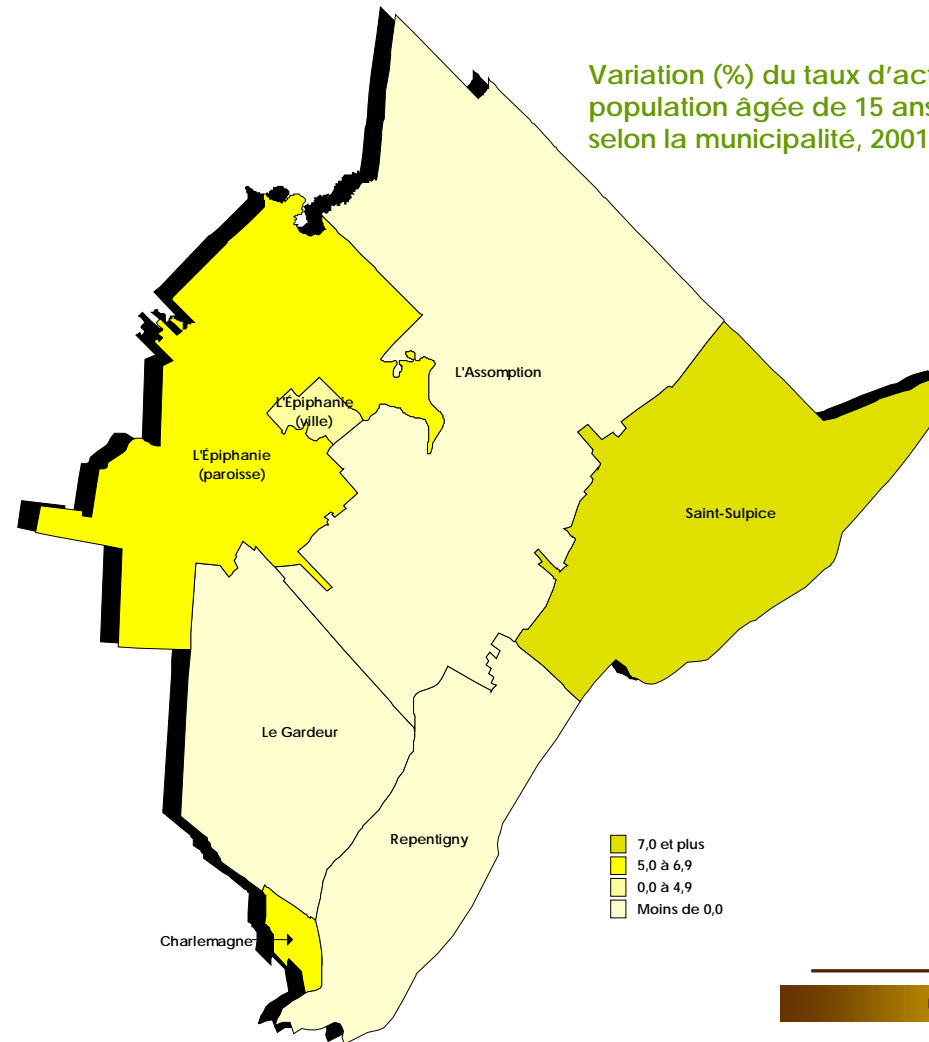 Variation (%) du taux d'act
population âgée de 15 ans
selon la municipalité, 2001
L'Assomption
L'Épiphanie
(ville)
L'Épiphanie
(paroisse)
Saint-Sulpice
Le Gardeur
Repentigny
7,0 et plus
5,0 à 6,9
0,0 à 4,9
Moins de 0,0
Charlemagne